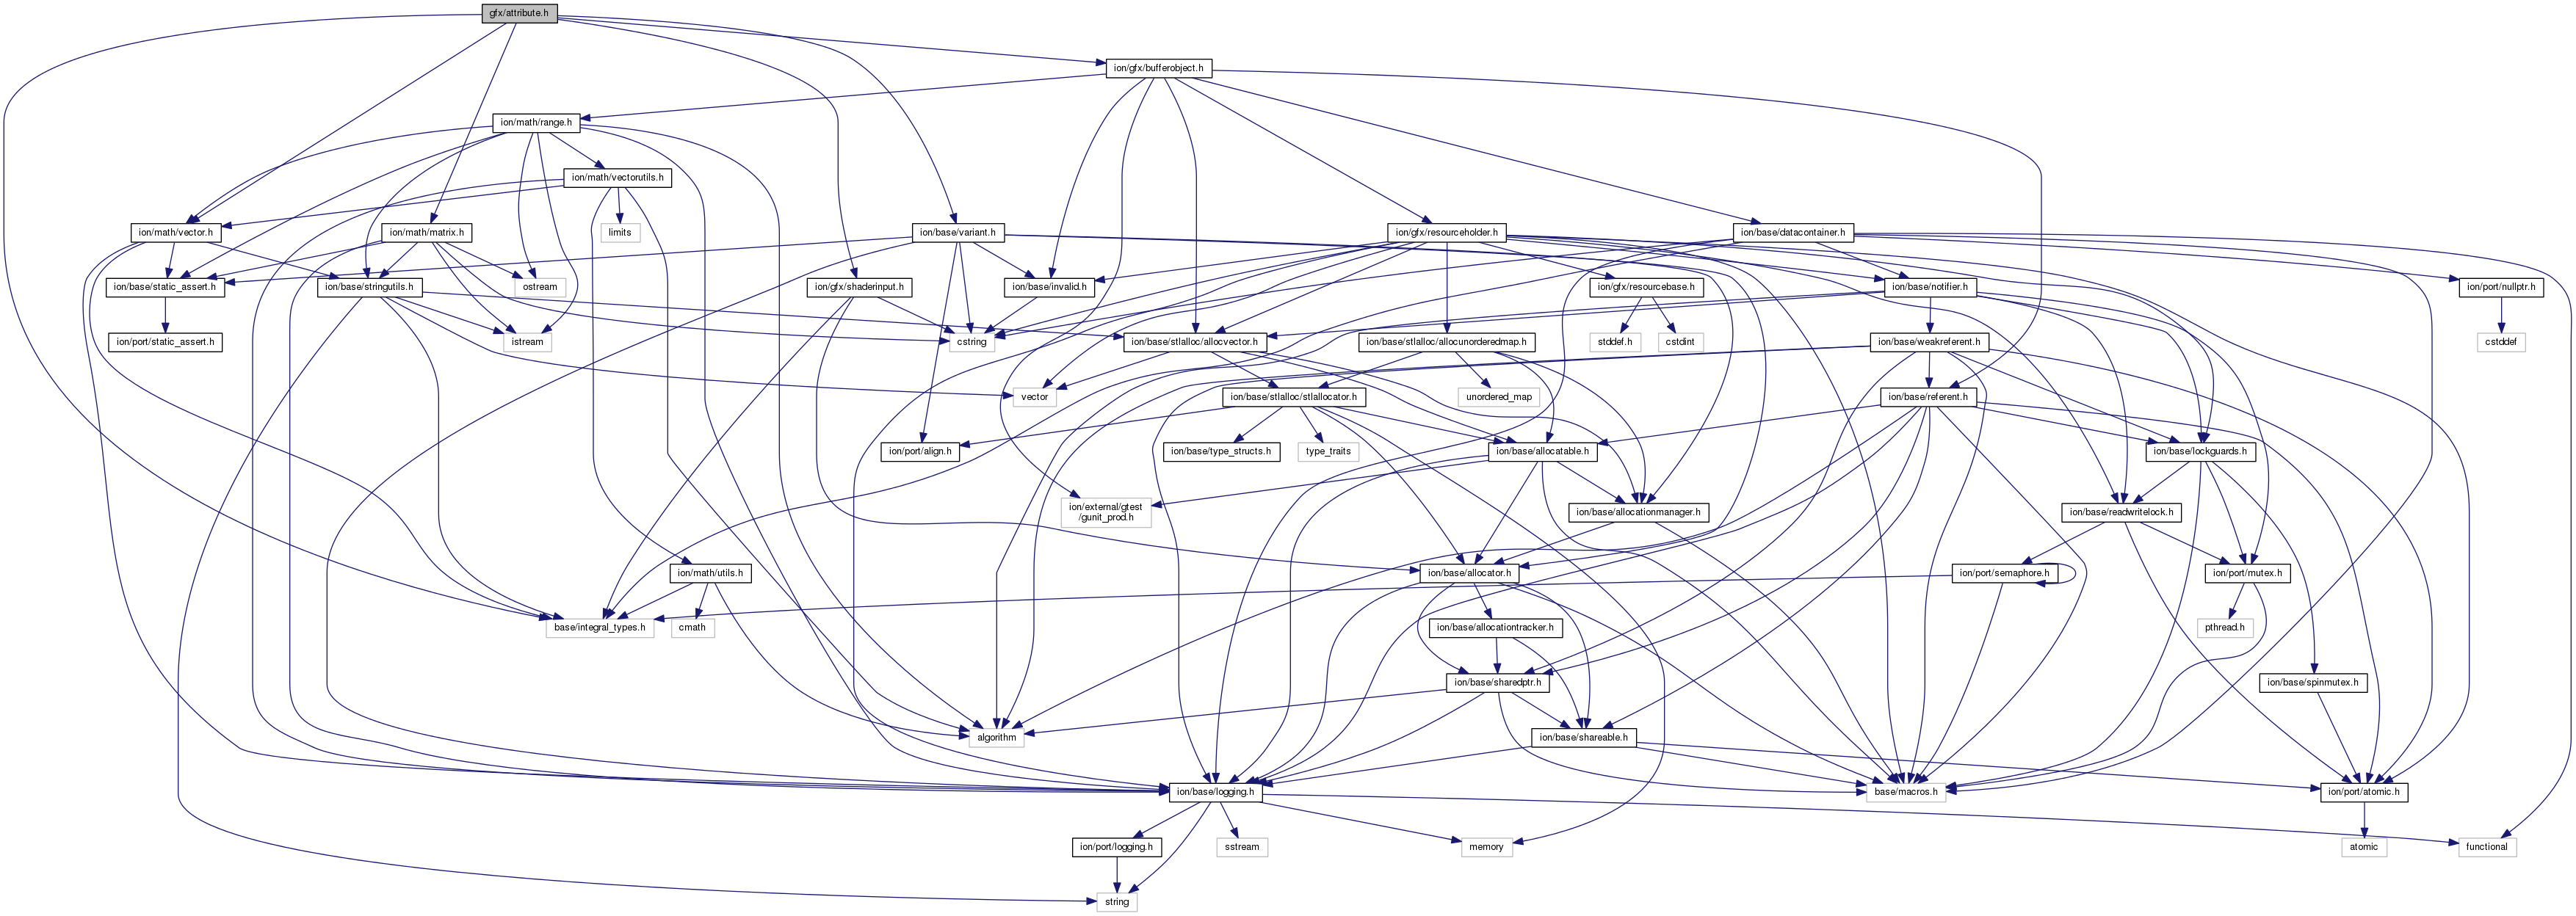 gfx/attribute.h
ion/gfx/bufferobject.h
ion/math/range.h
ion/math/vectorutils.h
ion/math/vector.h
ion/math/matrix.h
limits
ion/base/variant.h
ion/gfx/resourceholder.h
ion/base/datacontainer.h
ion/base/static_assert.h
ion/base/stringutils.h
ostream
ion/gfx/shaderinput.h
ion/base/invalid.h
ion/gfx/resourcebase.h
ion/base/notifier.h
ion/port/nullptr.h
ion/port/static_assert.h
istream
cstring
ion/base/stlalloc/allocvector.h
ion/base/stlalloc/allocunorderedmap.h
stddef.h
cstdint
ion/base/weakreferent.h
cstddef
vector
ion/base/stlalloc/stlallocator.h
unordered_map
ion/base/referent.h
ion/port/align.h
ion/base/type_structs.h
type_traits
ion/base/allocatable.h
ion/base/lockguards.h
ion/external/gtest
/gunit_prod.h
ion/base/allocationmanager.h
ion/base/readwritelock.h
ion/math/utils.h
ion/base/allocator.h
ion/port/semaphore.h
ion/port/mutex.h
base/integral_types.h
cmath
ion/base/allocationtracker.h
pthread.h
ion/base/sharedptr.h
ion/base/spinmutex.h
algorithm
ion/base/shareable.h
ion/base/logging.h
base/macros.h
ion/port/atomic.h
ion/port/logging.h
sstream
memory
atomic
functional
string